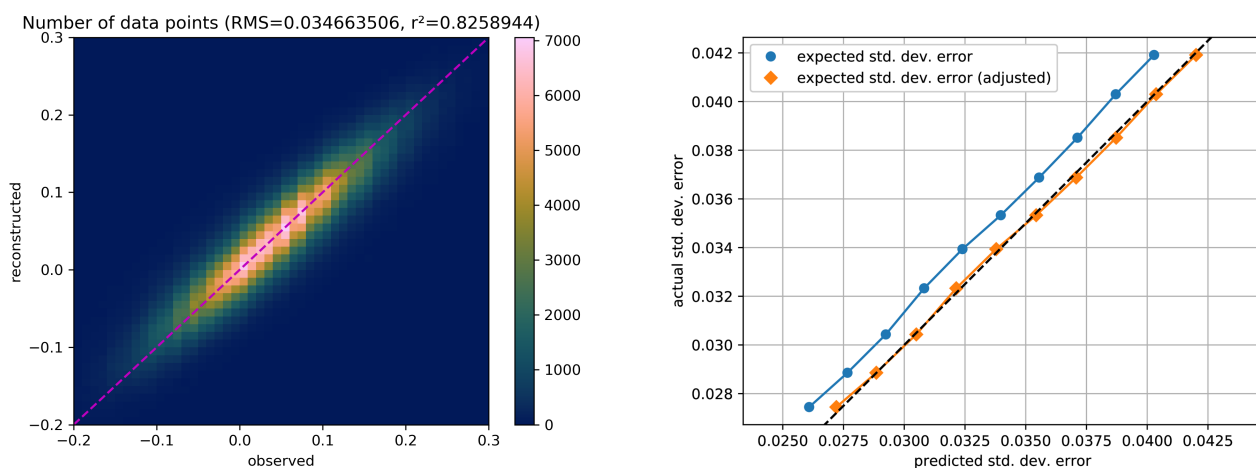 Number of data points (RMS=0.034663506, r²=0.8258944)
0.3
0.2
0.1
0.0
−0.1
−0.2
reconstructed
−0.2 −0.1 0.0 0.1 0.2 0.3
observed
7000
6000
5000
4000
3000
2000
1000
0
expected std. dev. error
expected std. dev. error (adjusted)
0.042
0.040
0.038
0.036
0.034
0.032
0.030
0.028
actual std. dev. error
0.0250 0.0275 0.0300 0.0325 0.0350 0.0375 0.0400 0.0425
predicted std. dev. error